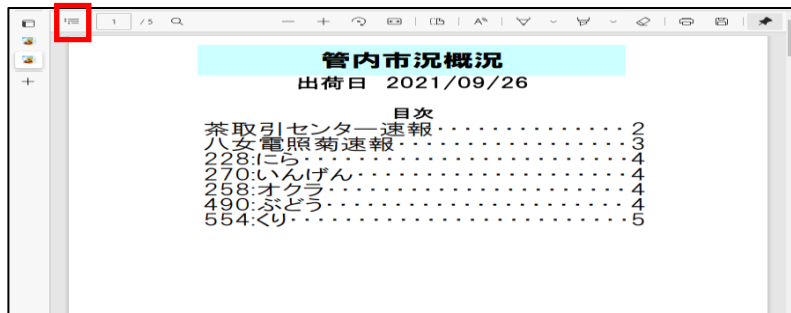 1 / 5
管内市況概況
出荷日 2021/09/26
目次
茶取引センター速報・・・・・・・・・・・・・・2
八女電照菊速報・・・・・・・・・・・・・・・・・3
228:にら・・・・・・・・・・・・・・・・・・・・・・・・4
270:いんげん・・・・・・・・・・・・・・・・・・・・4
258:オクラ・・・・・・・・・・・・・・・・・・・・・・4
490:ぶどう・・・・・・・・・・・・・・・・・・・・・・4
554:くり・・・・・・・・・・・・・・・・・・・・・・・・・5